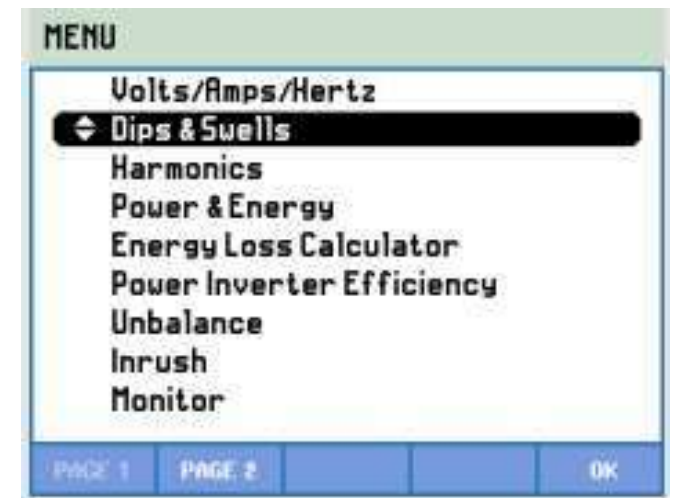 MENU
Volts/Amps/Hertz
Dips & Swells
Harmonics
Power & Energy
Energy Loss Calculator
Power Inverter Efficiency
Unbalance
Inrush
Monitor
PAGE 1 PAGE 2 OK